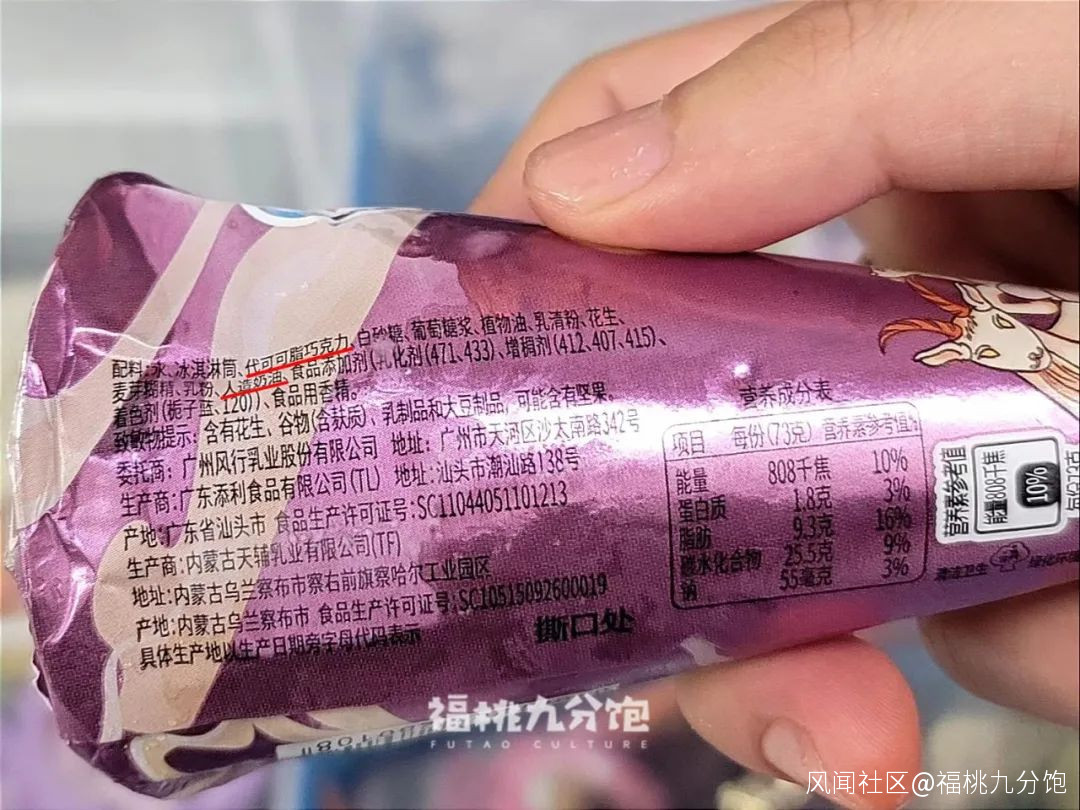 配料:水、冰淇淋筒、代可可脂巧克力、白砂糖、葡萄糖浆、植物油、乳清粉、花生、
麦芽糊精、乳粉、人造奶油、食品添加剂(乳化剂(471,433)、增稠剂(412,407,415)、
着色剂(栀子蓝、120))、食品用香精。
致敏物提示: 含有花生、谷物(含麸质)、乳制品和大豆制品, 可能含有坚果。
委托商: 广州风行乳业股份有限公司 地址: 广州市天河区沙太南路342号
生产商:广东添利食品有限公司(TL) 地址:汕头市潮汕路138号
产地:广东省汕头市 食品生产许可证号:SC11044051101213
生产商:内蒙古天辅乳业有限公司(TF)
地址:内蒙古乌兰察布市察右前旗察哈尔工业园区
产地:内蒙古乌兰察布市 食品生产许可证号:SC10515092600019
具体生产地以生产日期旁字母代码表示
撕口处
营养成分表
项目 每份(73克) 营养素参考值%
能量 808千焦 10%
蛋白质 1.8克 3%
脂肪 9.3克 16%
碳水化合物 25.5克 9%
钠 55毫克 3%
营养素参考值
能量808千焦
10%
每份73克
清洁卫生
福桃九分饱
FUTAO CULTURE
风闻社区@福桃九分饱